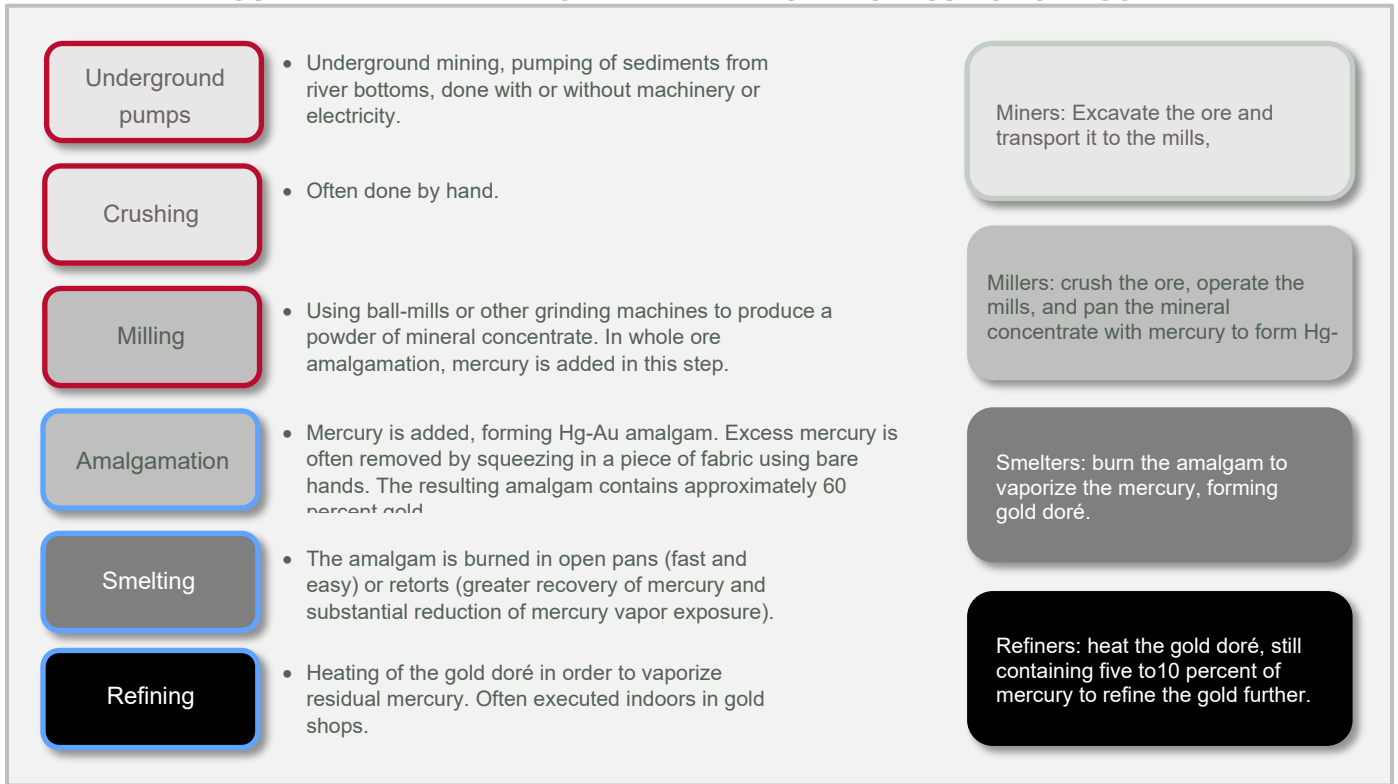 Underground
pumps
• Underground mining, pumping of sediments from
river bottoms, done with or without machinery or
electricity.
Crushing
• Often done by hand.
Milling
• Using ball-mills or other grinding machines to produce a
powder of mineral concentrate. In whole ore
amalgamation, mercury is added in this step.
Amalgamation
• Mercury is added, forming Hg-Au amalgam. Excess mercury is
often removed by squeezing in a piece of fabric using bare
hands. The resulting amalgam contains approximately 60
percent gold
Smelting
• The amalgam is burned in open pans (fast and
easy) or retorts (greater recovery of mercury and
substantial reduction of mercury vapor exposure).
Refining
• Heating of the gold doré in order to vaporize
residual mercury. Often executed indoors in gold
shops.
Miners: Excavate the ore and
transport it to the mills,
Millers: crush the ore, operate the
mills, and pan the mineral
concentrate with mercury to form Hg-
Smelters: burn the amalgam to
vaporize the mercury, forming
gold doré.
Refiners: heat the gold doré, still
containing five to10 percent of
mercury to refine the gold further.